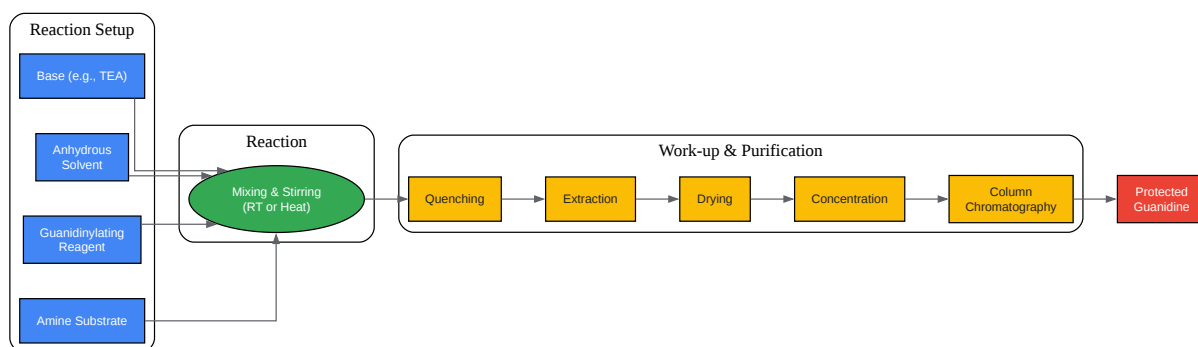 Reaction Setup
Base (e.g., TEA)
Anhydrous
Solvent
Guanidinylating
Reagent
Amine Substrate
Reaction
Mixing & Stirring
(RT or Heat)
Work-up & Purification
Quenching
Extraction
Drying
Concentration
Column
Chromatography
Protected
Guanidine